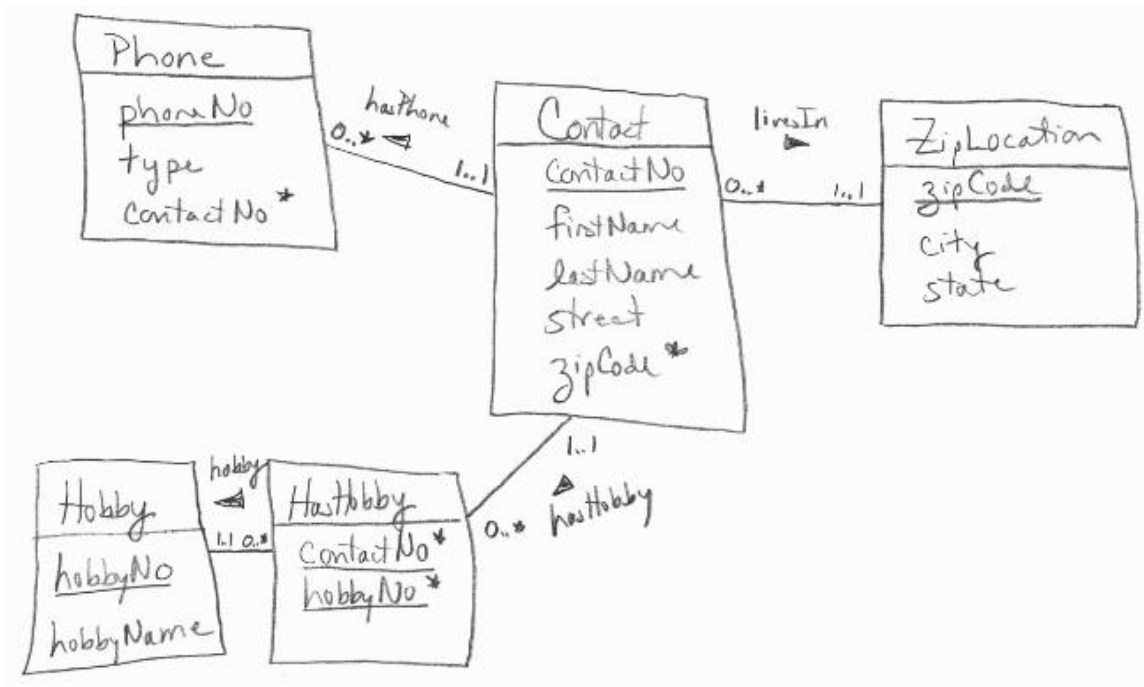 Phone
phoneNo
type
contactNo*
hasPhone
0..*
1..1
Contact
ContactNo
firstName
lastName
street
zipCode*
livesIn
0..*
1..1
ZipLocation
zipCode
city
state
1..1
hasHobby
0..*
Hobby
hobbyNo
hobbyName
hobby
1..1 0..*
HasHobby
ContactNo*
hobbyNo*